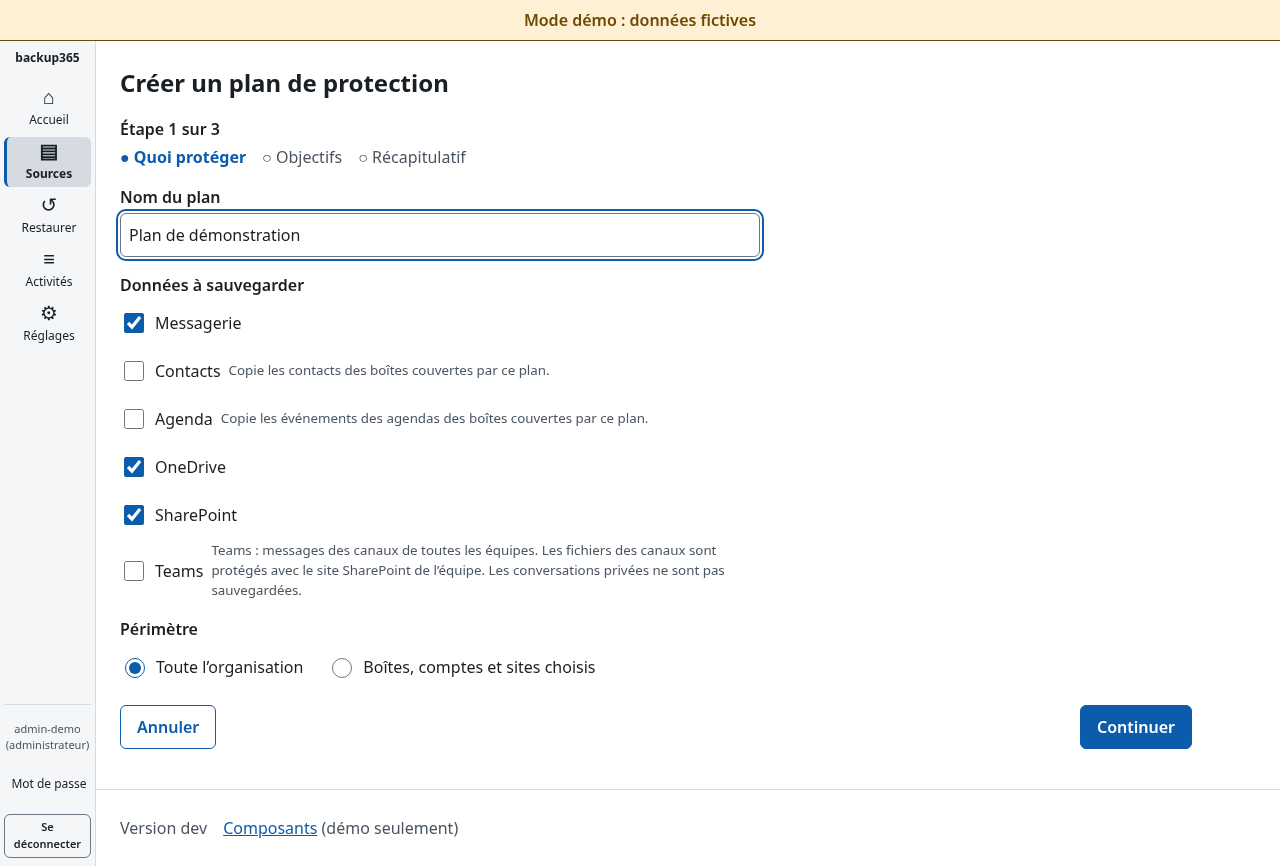 Mode démo : données fictives
backup365
Accueil
Sources
Restaurer
Activités
Réglages
admin-demo
(administrateur)
Mot de passe
Se
déconnecter
Créer un plan de protection
Étape 1 sur 3
● Quoi protéger ○ Objectifs ○ Récapitulatif
Nom du plan
Plan de démonstration
Données à sauvegarder
Messagerie
Contacts Copie les contacts des boîtes couvertes par ce plan.
Agenda Copie les événements des agendas des boîtes couvertes par ce plan.
OneDrive
SharePoint
Teams
Teams : messages des canaux de toutes les équipes. Les fichiers des canaux sont
protégés avec le site SharePoint de l’équipe. Les conversations privées ne sont pas
sauvegardées.
Périmètre
Toute l’organisation Boîtes, comptes et sites choisis
Annuler Continuer
Version dev Composants (démo seulement)